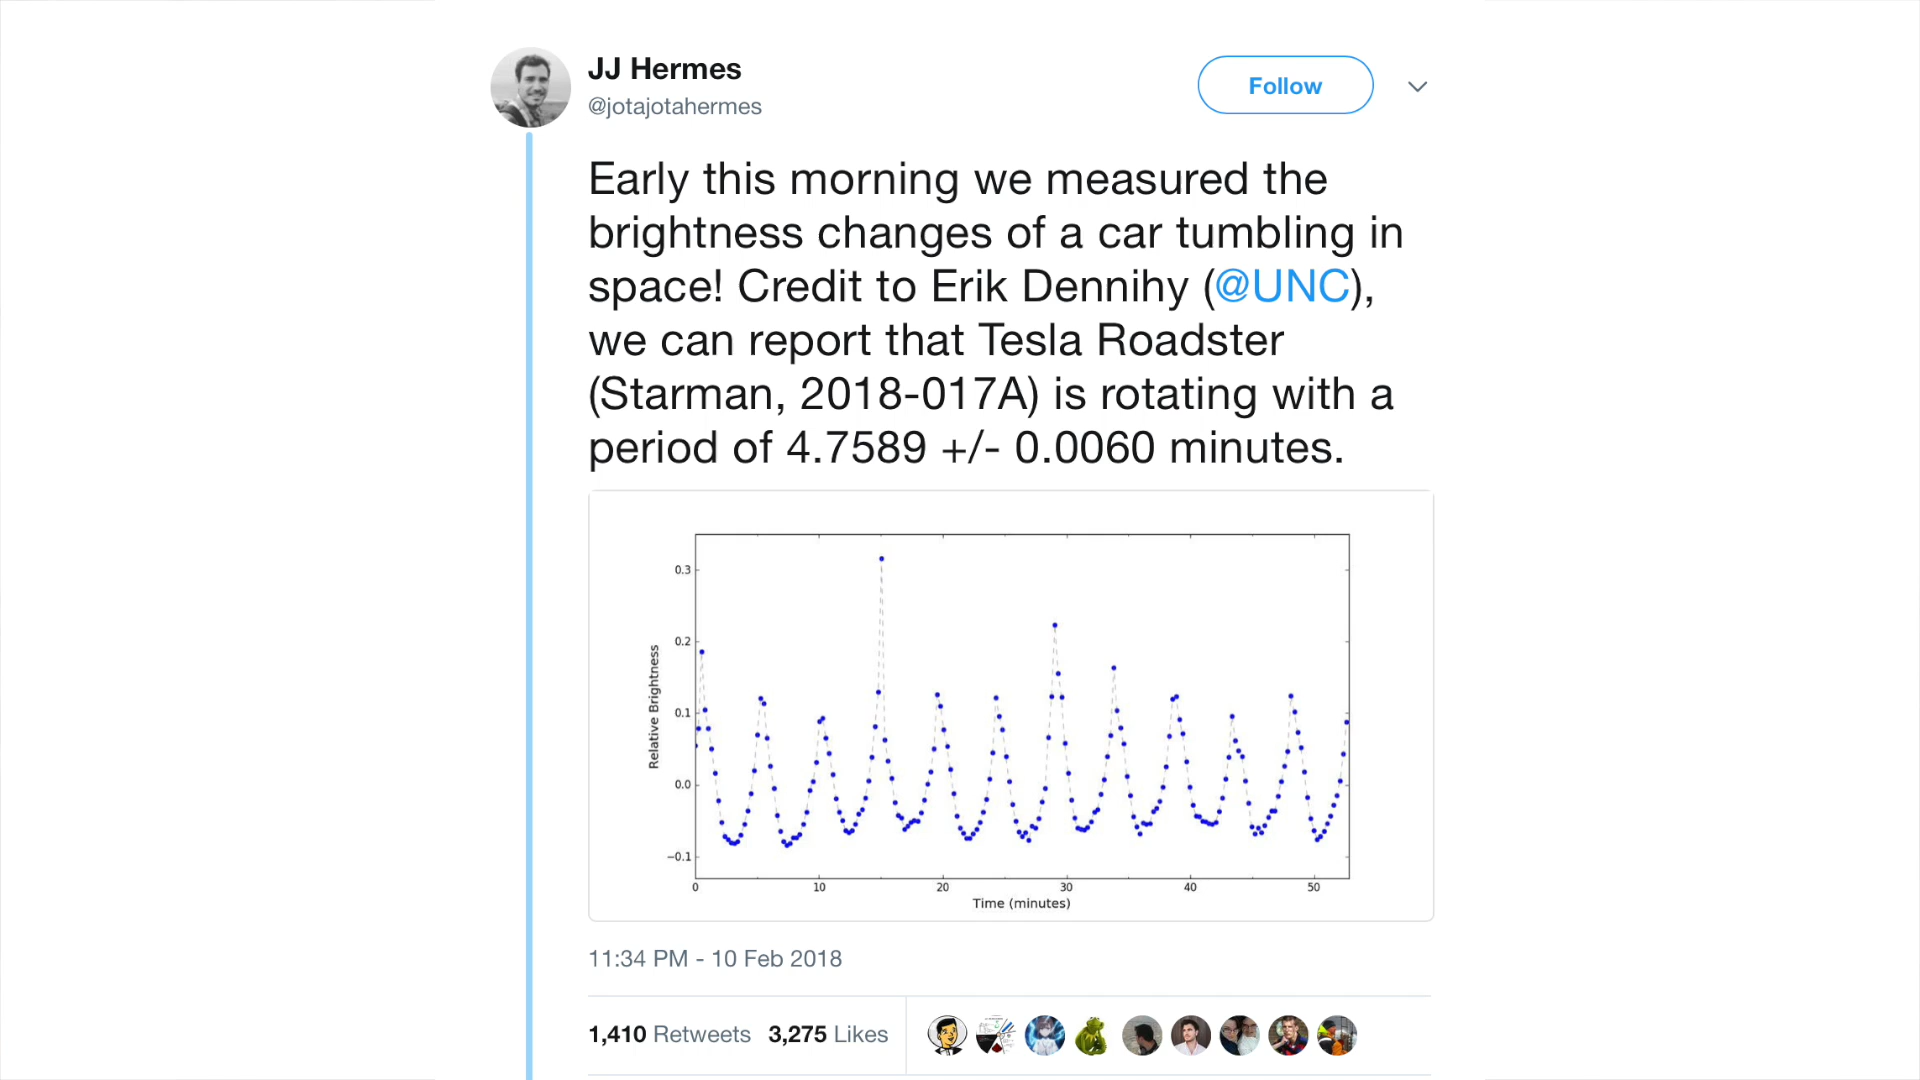 JJ Hermes
@jotajotahermes
Follow
Early this morning we measured the
brightness changes of a car tumbling in
space! Credit to Erik Dennihy (@UNC),
we can report that Tesla Roadster
(Starman, 2018-017A) is rotating with a
period of 4.7589 +/- 0.0060 minutes.
0.3
0.2
0.1
0.0
−0.1
Relative Brightness
0 10 20 30 40 50
Time (minutes)
11:34 PM - 10 Feb 2018
1,410 Retweets 3,275 Likes